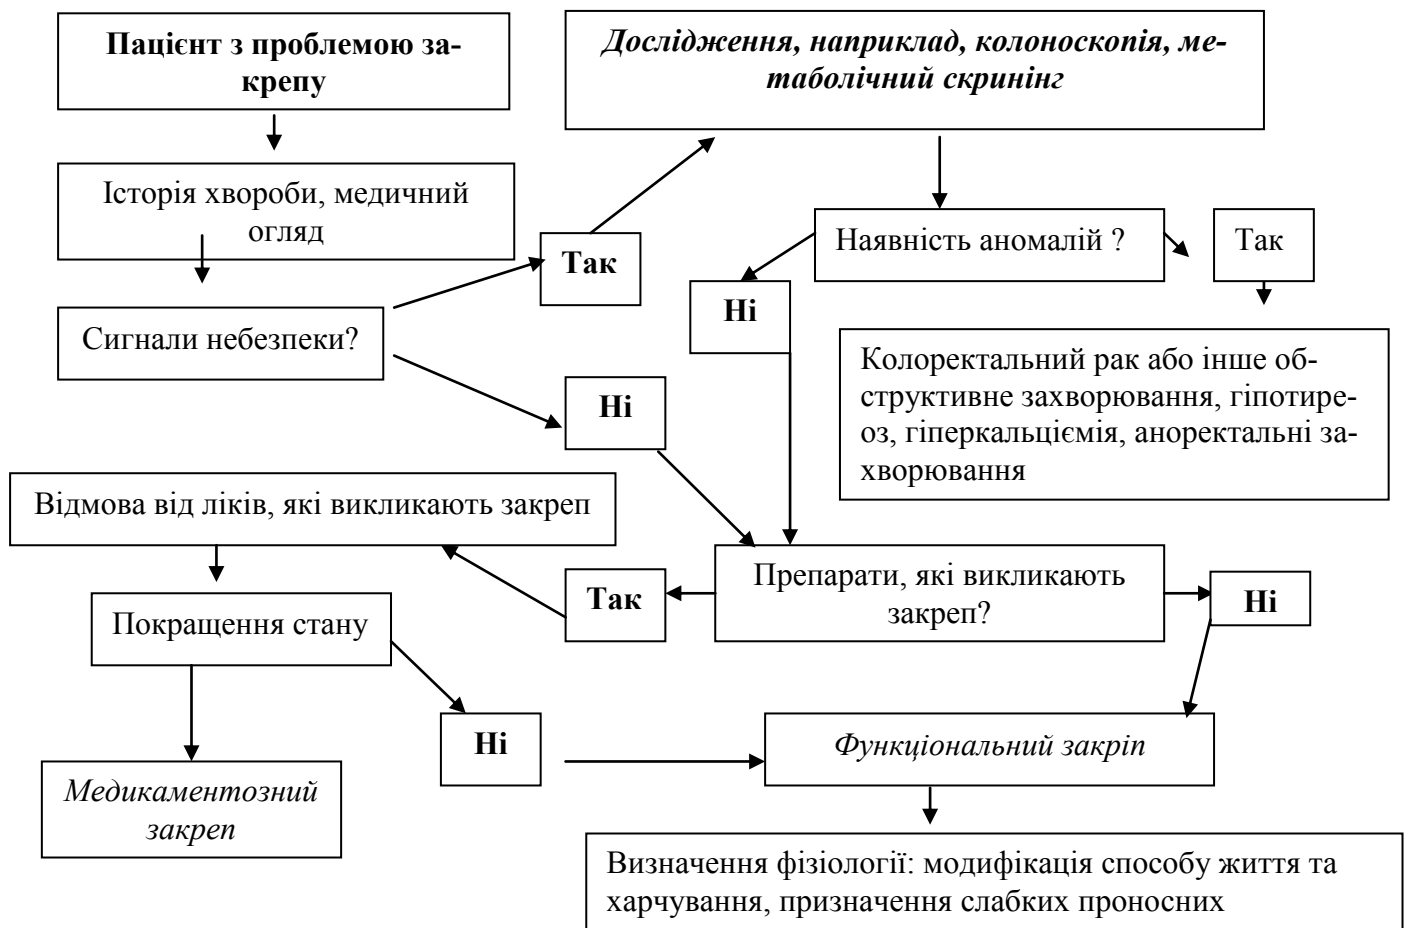 Пацієнт з проблемою за-
крепу
Дослідження, наприклад, колоноскопія, ме-
таболічний скринінг
Історія хвороби, медичний
огляд
Так
Наявність аномалій ?
Так
Ні
Сигнали небезпеки?
Колоректальний рак або інше об-
структивне захворювання, гіпотире-
оз, гіперкальціємія, аноректальні за-
хворювання
Ні
Відмова від ліків, які викликають закреп
Препарати, які викликають
закреп?
Так
Ні
Покращення стану
Ні
Функціональний закріп
Медикаментозний
закреп
Визначення фізіології: модифікація способу життя та
харчування, призначення слабких проносних